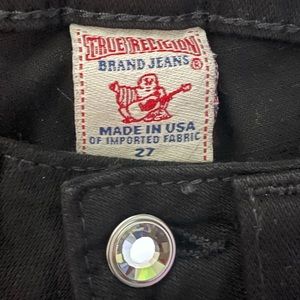 TRUE RELIGION
BRAND JEANS®
MADE IN USA
OF IMPORTED FABRIC
27